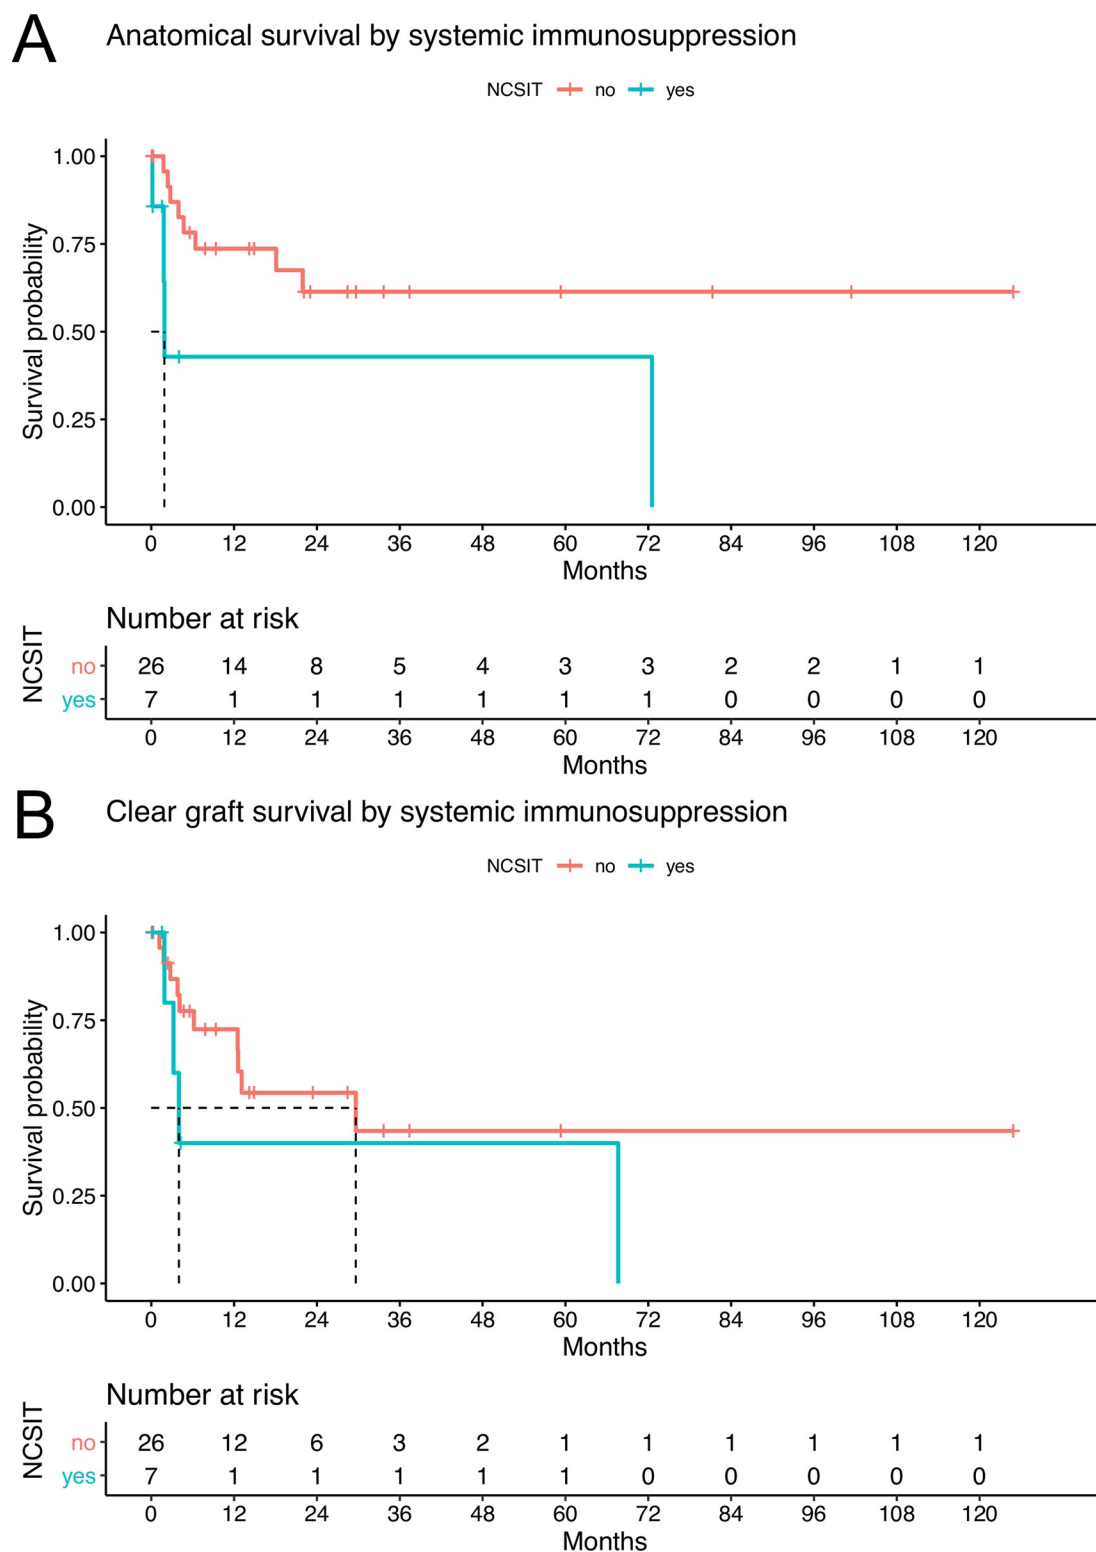 A Anatomical survival by systemic immunosuppression
NCSIT no yes
Survival probability
1.00
0.75
0.50
0.25
0.00
0 12 24 36 48 60 72 84 96 108 120
Months
Number at risk
NCSIT
no 26 14 8 5 4 3 3 2 2 1 1
yes 7 1 1 1 1 1 1 0 0 0 0
0 12 24 36 48 60 72 84 96 108 120
Months
B Clear graft survival by systemic immunosuppression
NCSIT no yes
Survival probability
1.00
0.75
0.50
0.25
0.00
0 12 24 36 48 60 72 84 96 108 120
Months
Number at risk
NCSIT
no 26 12 6 3 2 1 1 1 1 1 1
yes 7 1 1 1 1 1 0 0 0 0 0
0 12 24 36 48 60 72 84 96 108 120
Months